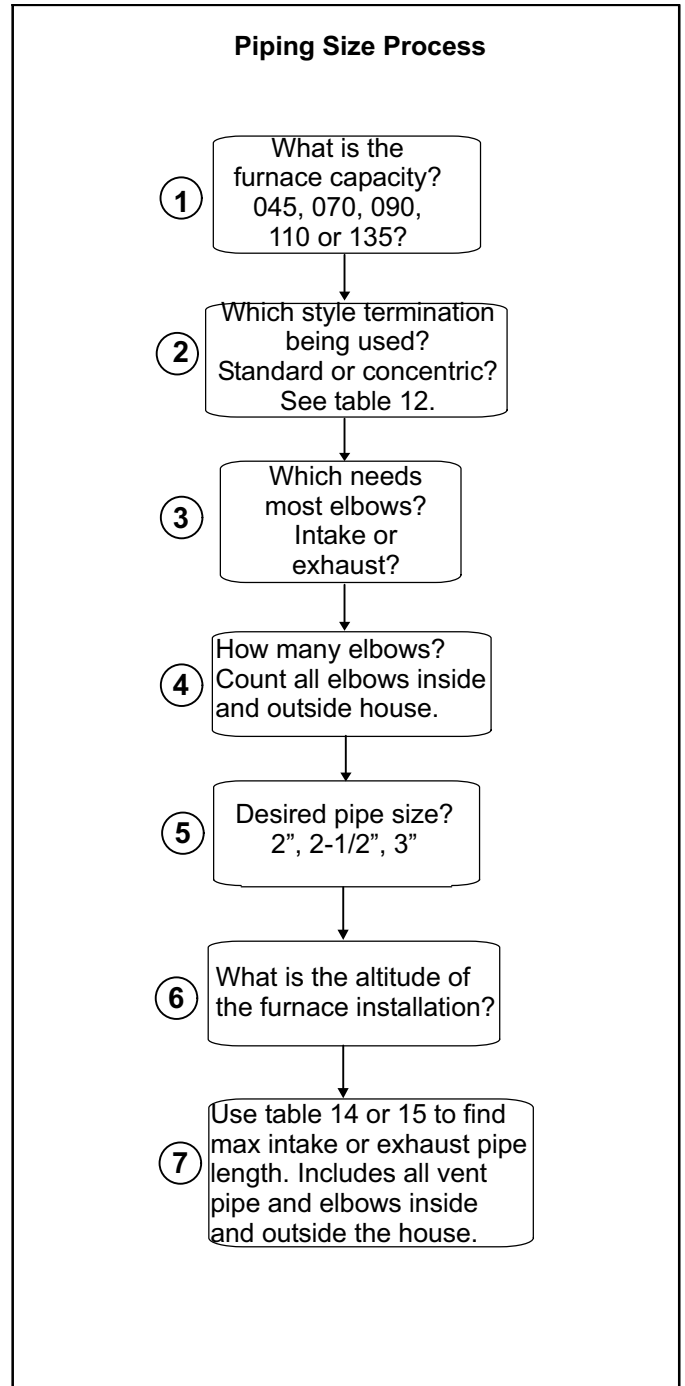 Piping Size Process
1
What is the
furnace capacity?
045, 070, 090,
110 or 135?
2
Which style termination
being used?
Standard or concentric?
See table 12.
3
Which needs
most elbows?
Intake or
exhaust?
4
How many elbows?
Count all elbows inside
and outside house.
5
Desired pipe size?
2”, 2-1/2”, 3”
6
What is the altitude of
the furnace installation?
7
Use table 14 or 15 to find
max intake or exhaust pipe
length. Includes all vent
pipe and elbows inside
and outside the house.